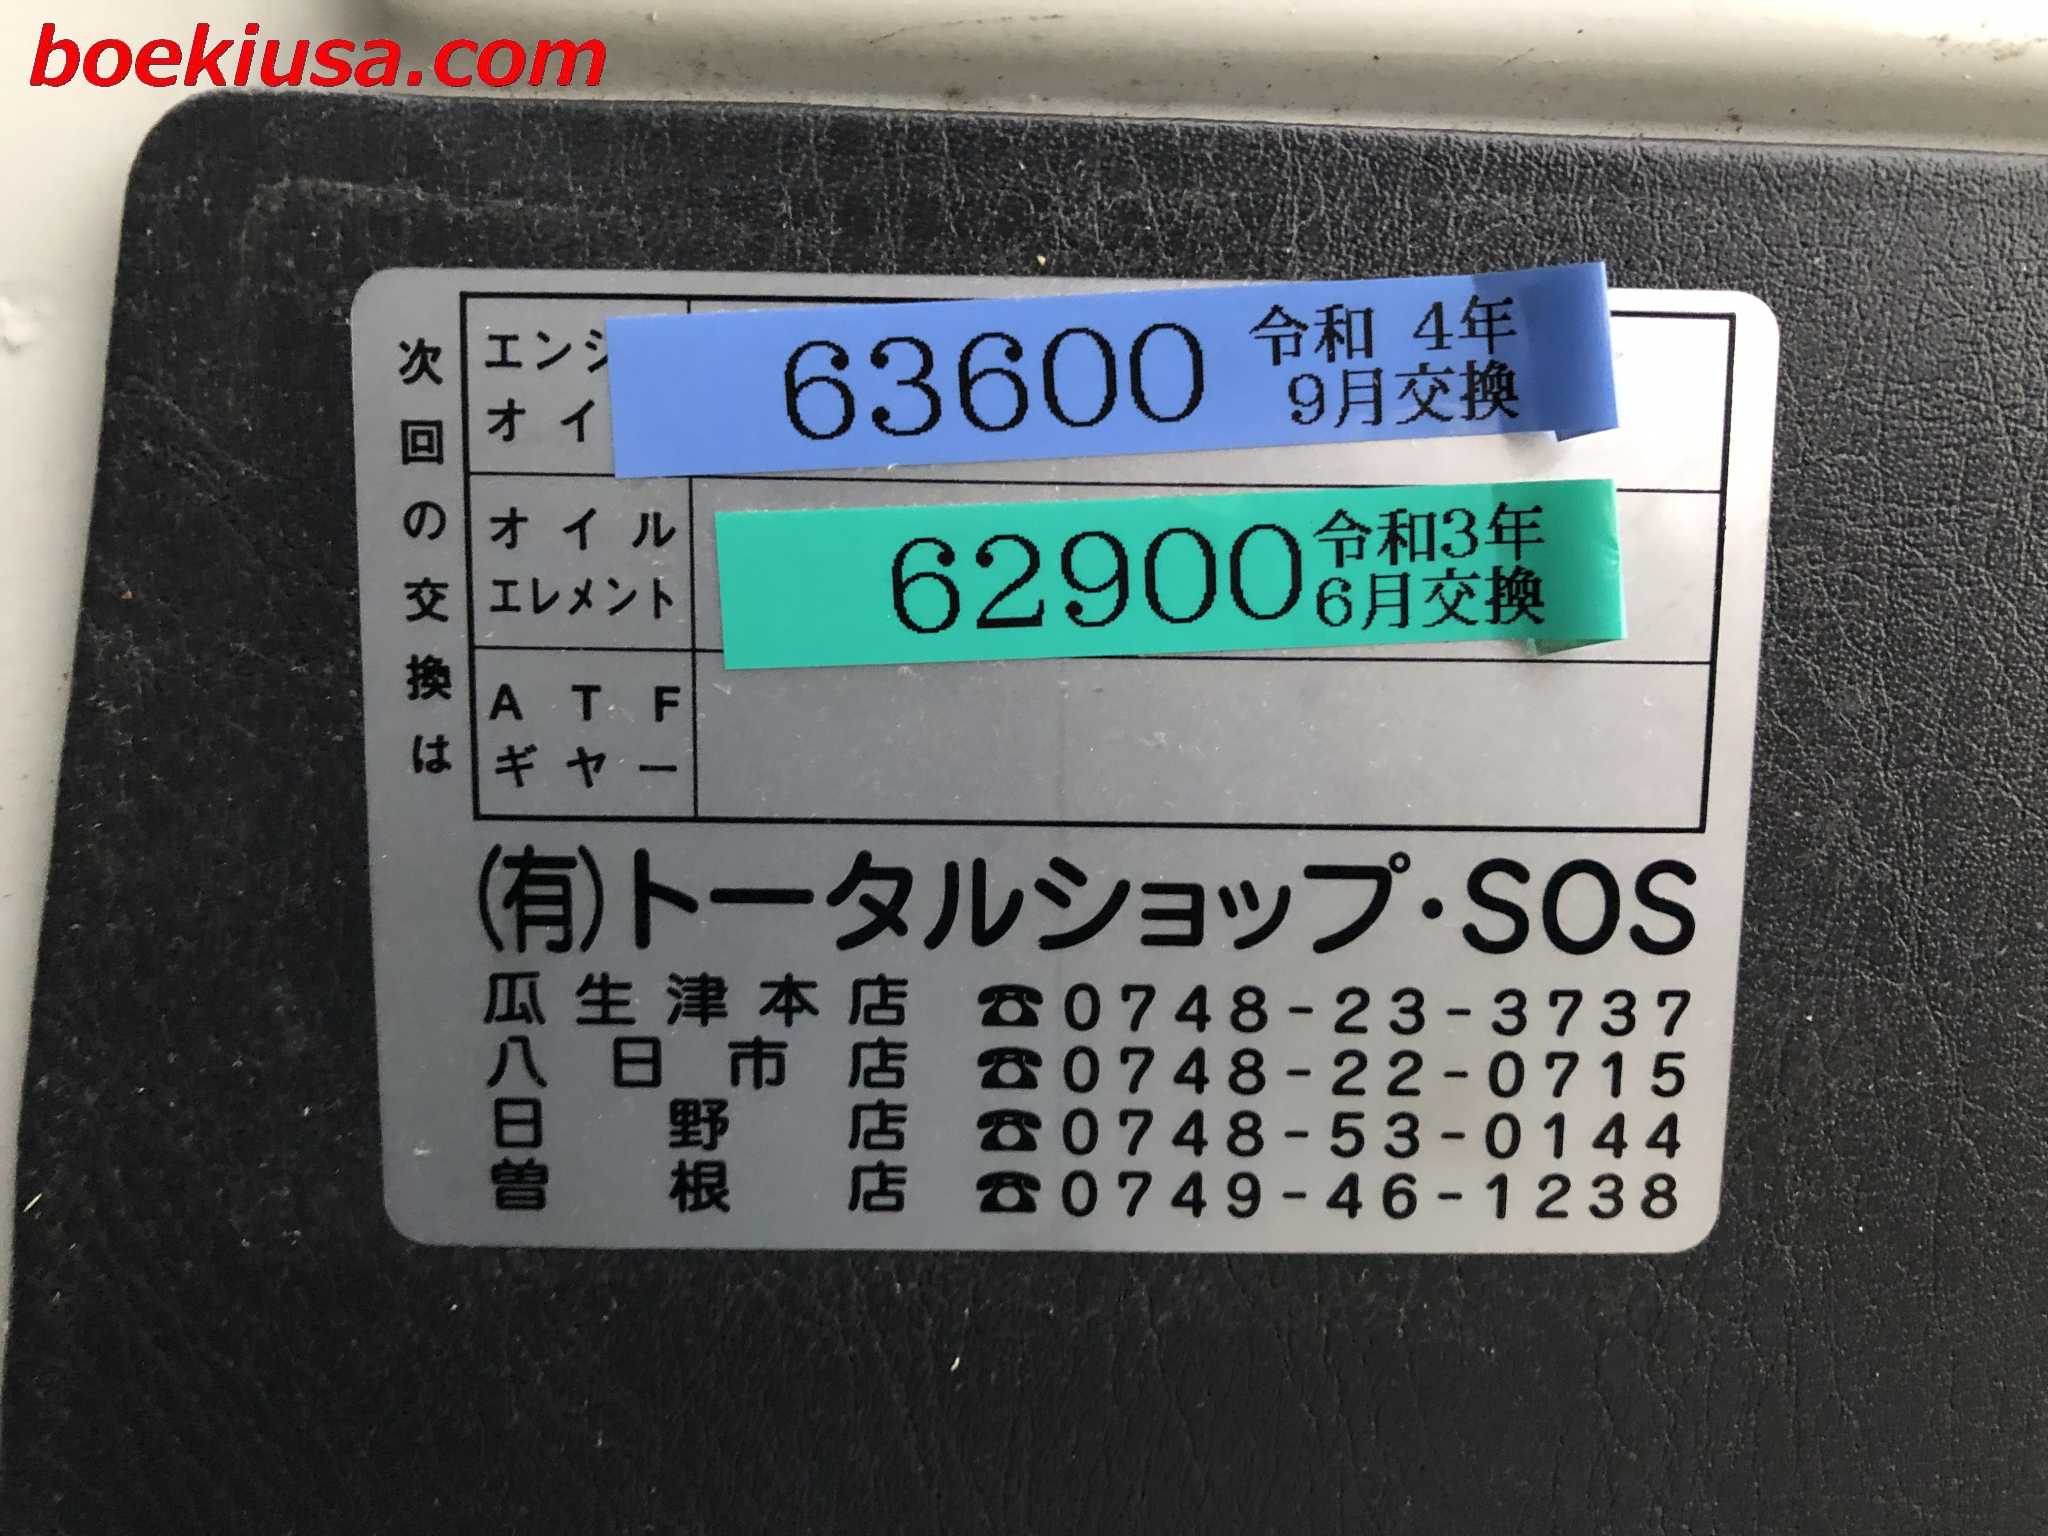 boekiusa.com
次回の交換は
エンジ
オイ
63600
令和 4年
9月交換
オイル
エレメント
62900
令和3年
6月交換
ATF
ギヤー
(有)トータルショップ・SOS
瓜生津本店 ☎0748-23-3737
八日市店 ☎0748-22-0715
日野店 ☎0748-53-0144
曽根店 ☎0749-46-1238